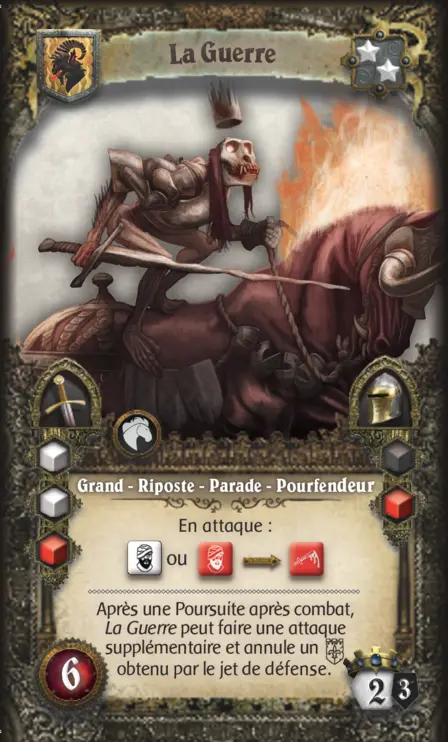 La Guerre
Grand - Riposte - Parade - Pourfendeur
En attaque :
ou
Après une Poursuite après combat,
La Guerre peut faire une attaque
supplémentaire et annule un
obtenu par le jet de défense.
6
2 3